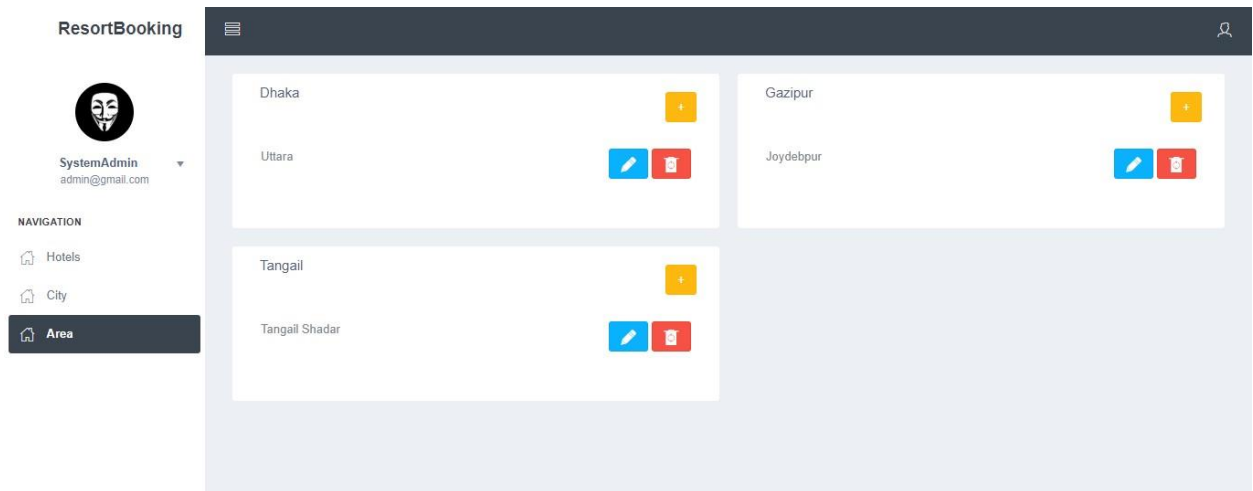 ResortBooking
SystemAdmin
admin@gmail.com
NAVIGATION
Hotels
City
Area
Dhaka
+
Uttara
Gazipur
+
Joydebpur
Tangail
+
Tangail Shadar